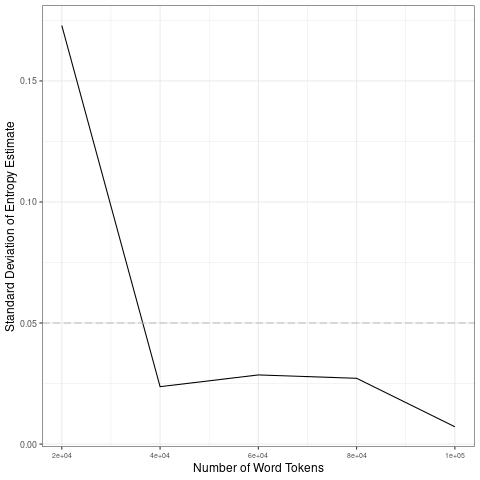 Standard Deviation of Entropy Estimate
0.15
0.10
0.05
0.00
2e+04 4e+04 6e+04 8e+04 1e+05
Number of Word Tokens